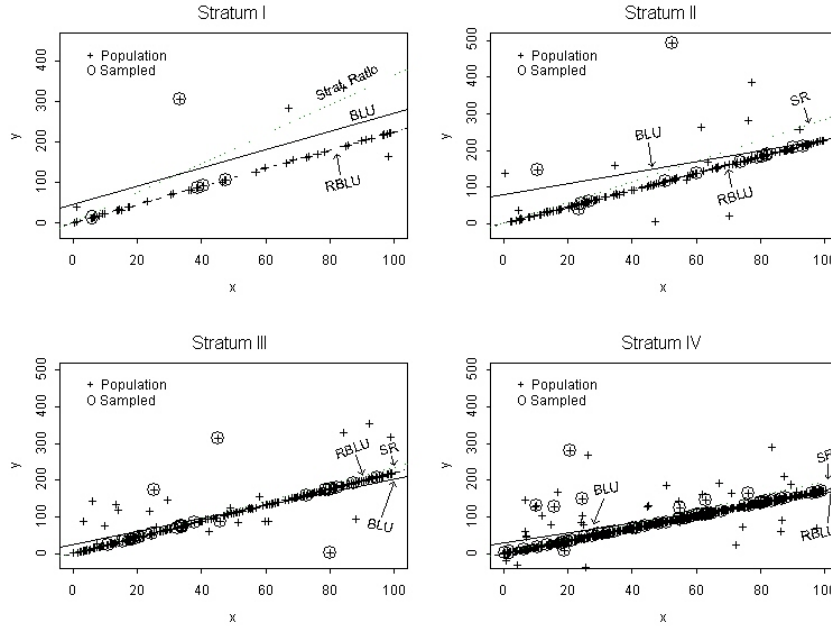 Stratum I
+ Population
O Sampled
Strat. Ratio
BLU
RBLU
y
0 100 200 300 400
0 20 40 60 80 100
x
Stratum II
+ Population
O Sampled
SR
BLU
RBLU
y
0 100 200 300 400 500
0 20 40 60 80 100
x
Stratum III
+ Population
O Sampled
RBLU
SR
BLU
y
0 100 200 300 400 500
0 20 40 60 80 100
x
Stratum IV
+ Population
O Sampled
SR
BLU
RBLU
y
0 100 200 300 400 500
0 20 40 60 80 100
x